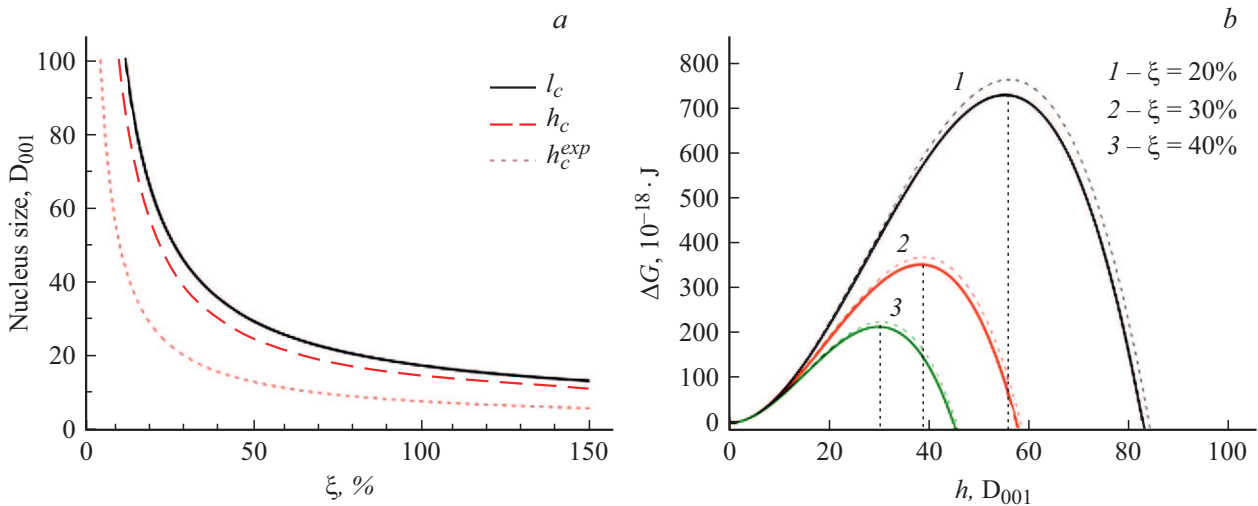 a
Nucleus size, D₀₀₁
100
80
60
40
20
0
0
50
100
150
ξ, %
l_c
h_c
h_c^exp
b
ΔG, 10⁻¹⁸ · J
800
700
600
500
400
300
200
100
0
0
20
40
60
80
100
h, D₀₀₁
1
2
3
1 – ξ = 20%
2 – ξ = 30%
3 – ξ = 40%